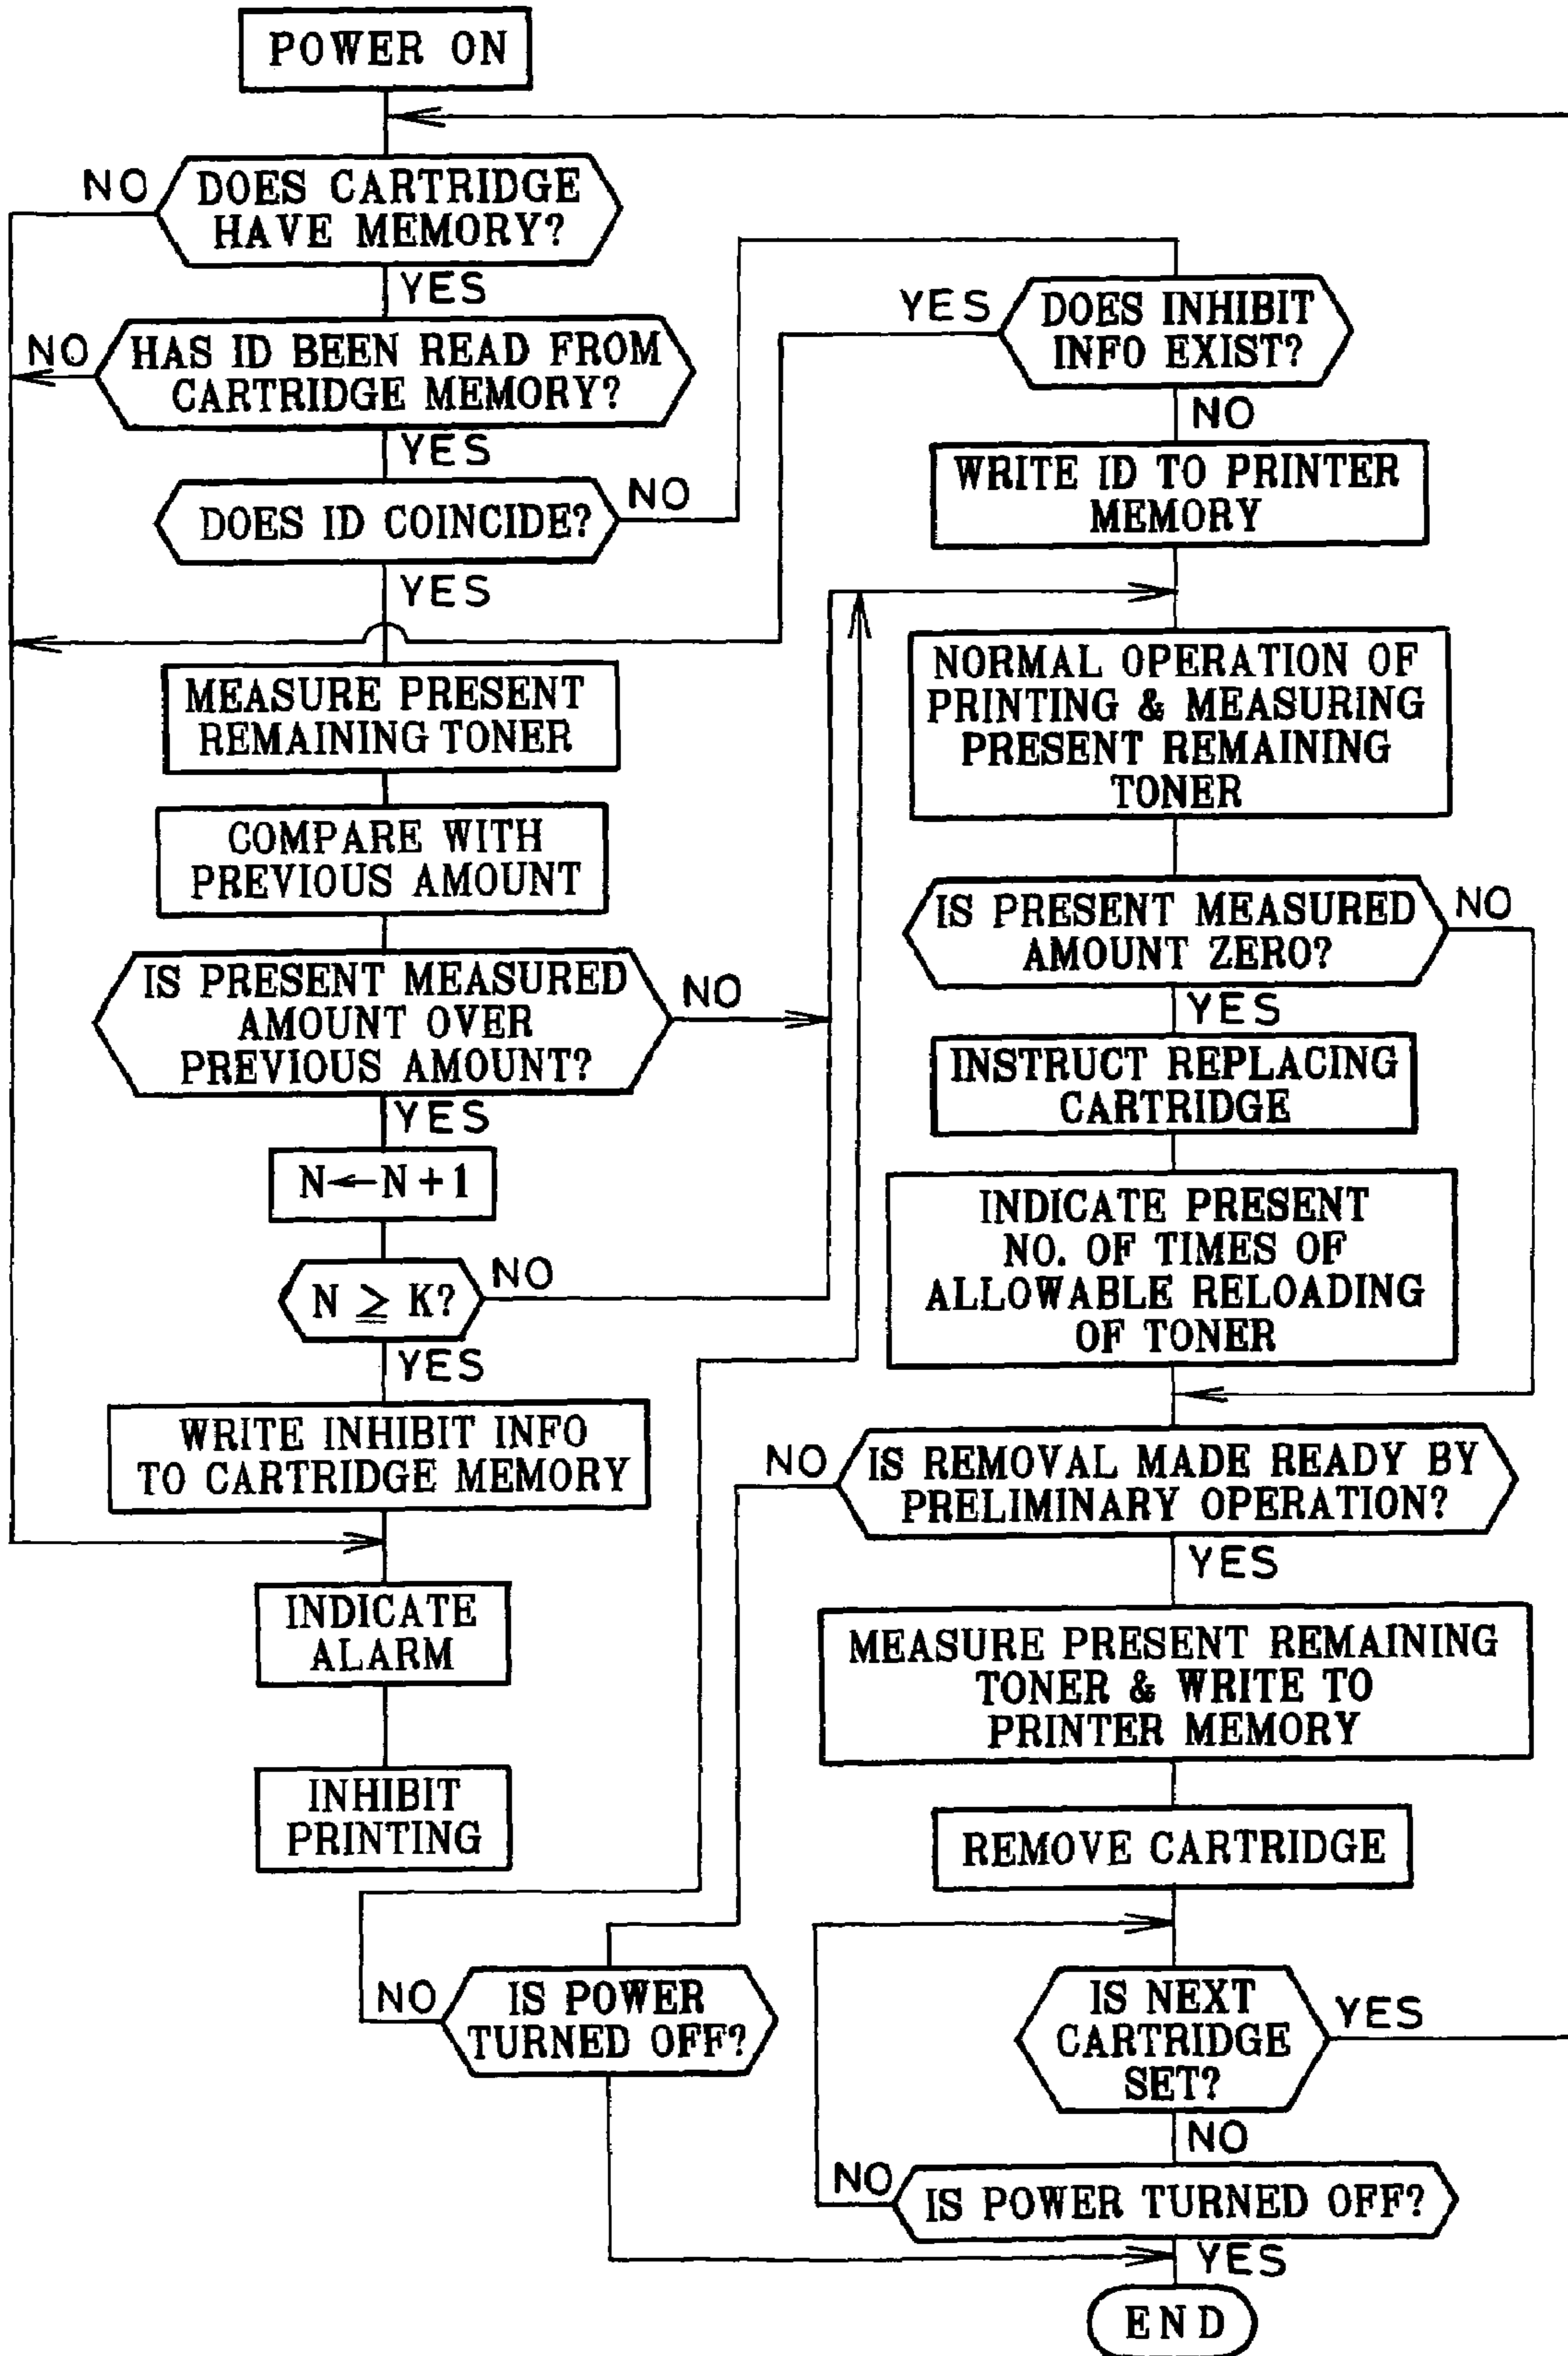 POWER ON
NO
DOES CARTRIDGE
HAVE MEMORY?
YES
NO
HAS ID BEEN READ FROM
CARTRIDGE MEMORY?
YES
DOES ID COINCIDE?
NO
YES
MEASURE PRESENT
REMAINING TONER
COMPARE WITH
PREVIOUS AMOUNT
IS PRESENT MEASURED
AMOUNT OVER
PREVIOUS AMOUNT?
NO
YES
N←N+1
N ≧ K?
NO
YES
WRITE INHIBIT INFO
TO CARTRIDGE MEMORY
INDICATE
ALARM
INHIBIT
PRINTING
YES
DOES INHIBIT
INFO EXIST?
NO
WRITE ID TO PRINTER
MEMORY
NORMAL OPERATION OF
PRINTING & MEASURING
PRESENT REMAINING
TONER
IS PRESENT MEASURED
AMOUNT ZERO?
NO
YES
INSTRUCT REPLACING
CARTRIDGE
INDICATE PRESENT
NO. OF TIMES OF
ALLOWABLE RELOADING
OF TONER
NO
IS REMOVAL MADE READY BY
PRELIMINARY OPERATION?
YES
MEASURE PRESENT REMAINING
TONER & WRITE TO
PRINTER MEMORY
REMOVE CARTRIDGE
NO
IS POWER
TURNED OFF?
IS NEXT
CARTRIDGE
SET?
YES
NO
NO
IS POWER TURNED OFF?
YES
END